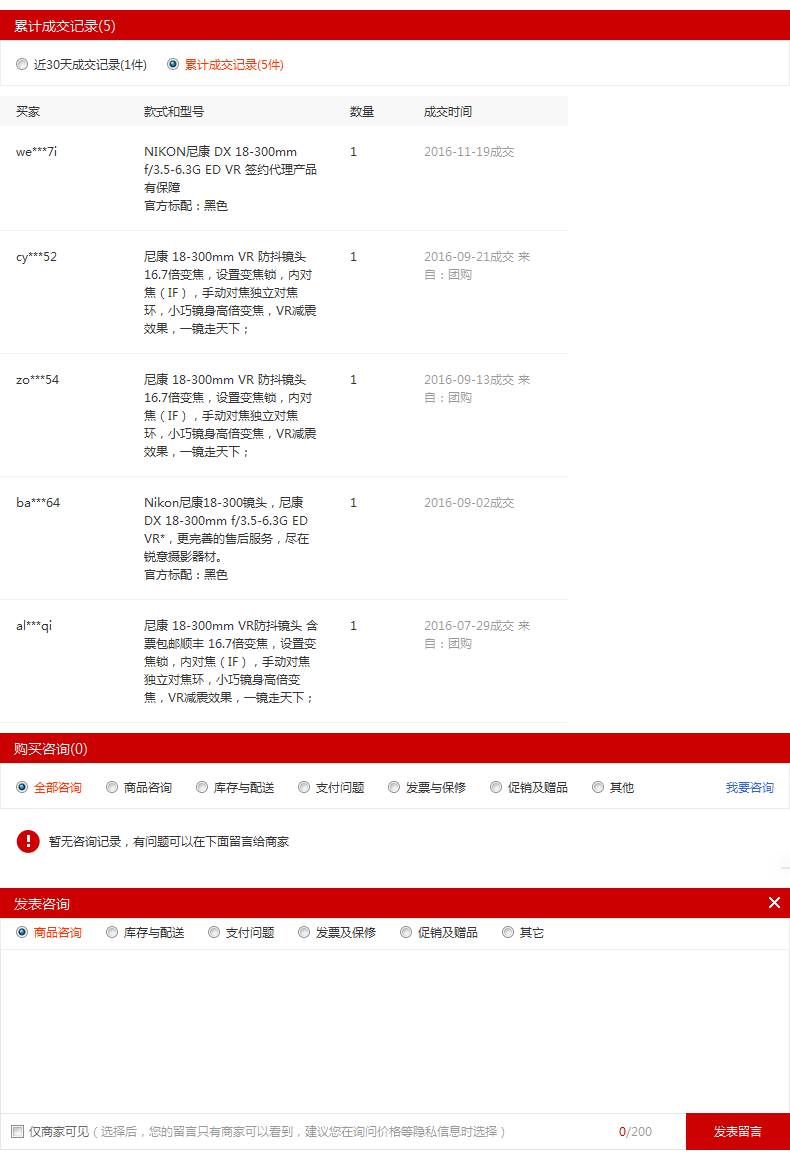 累计成交记录(5)
近30天成交记录(1件) 累计成交记录(5件)
买家 款式和型号 数量 成交时间
we***7i NIKON尼康 DX 18-300mm 1 2016-11-19成交
f/3.5-6.3G ED VR 签约代理产品
有保障
官方标配：黑色
cy***52 尼康 18-300mm VR 防抖镜头 1 2016-09-21成交 来
16.7倍变焦，设置变焦锁，内对 自：团购
焦（IF），手动对焦独立对焦
环，小巧镜身高倍变焦，VR减震
效果，一镜走天下；
zo***54 尼康 18-300mm VR 防抖镜头 1 2016-09-13成交 来
16.7倍变焦，设置变焦锁，内对 自：团购
焦（IF），手动对焦独立对焦
环，小巧镜身高倍变焦，VR减震
效果，一镜走天下；
ba***64 Nikon尼康18-300镜头，尼康 1 2016-09-02成交
DX 18-300mm f/3.5-6.3G ED
VR*，更完善的售后服务，尽在
锐意摄影器材。
官方标配：黑色
al***qi 尼康 18-300mm VR防抖镜头 含 1 2016-07-29成交 来
票包邮顺丰 16.7倍变焦，设置变 自：团购
焦锁，内对焦（IF），手动对焦
独立对焦环，小巧镜身高倍变
焦，VR减震效果，一镜走天下；
购买咨询(0)
全部咨询 商品咨询 库存与配送 支付问题 发票与保修 促销及赠品 其他 我要咨询
暂无咨询记录，有问题可以在下面留言给商家
发表咨询
商品咨询 库存与配送 支付问题 发票及保修 促销及赠品 其它
仅商家可见（选择后，您的留言只有商家可以看到，建议您在询问价格等隐私信息时选择） 0/200 发表留言